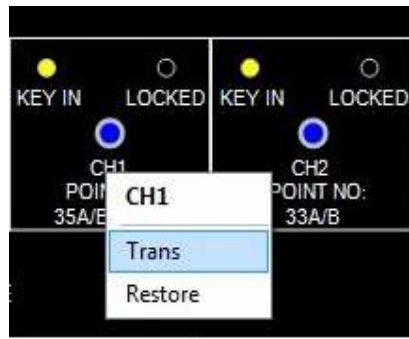 KEY IN LOCKED KEY IN LOCKED
CH1 CH2
POINT NO:
35A/B 33A/B
CH1
Trans
Restore